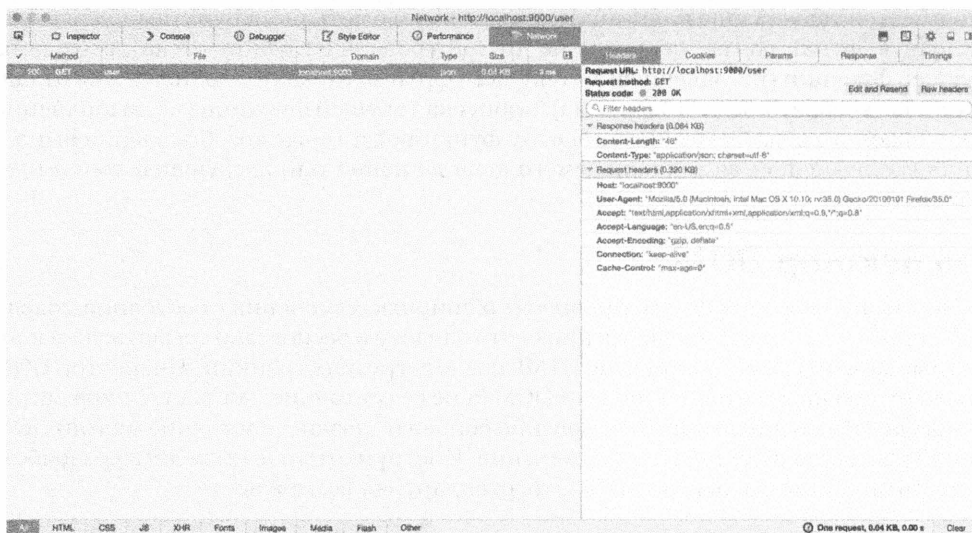 Network - http://localhost:9000/user
Inspector Console Debugger Style Editor Performance Network
✓ Method File Domain Type Size
200 GET user localhost:9000 json 0.04 KB → 3 ms
Headers Cookies Params Response Timings
Request URL: http://localhost:9000/user
Request method: GET
Status code: 200 OK
Edit and Resend Raw headers
Filter headers
Response headers (0.084 KB)
Content-Length: "46"
Content-Type: "application/json; charset=utf-8"
Request headers (0.320 KB)
Host: "localhost:9000"
User-Agent: "Mozilla/5.0 (Macintosh; Intel Mac OS X 10.10; rv:35.0) Gecko/20100101 Firefox/35.0"
Accept: "text/html,application/xhtml+xml,application/xml;q=0.9,*/*;q=0.8"
Accept-Language: "en-US,en;q=0.5"
Accept-Encoding: "gzip, deflate"
Connection: "keep-alive"
Cache-Control: "max-age=0"
All HTML CSS JS XHR Fonts Images Media Flash Other
One request, 0.04 KB, 0.00 s Clear